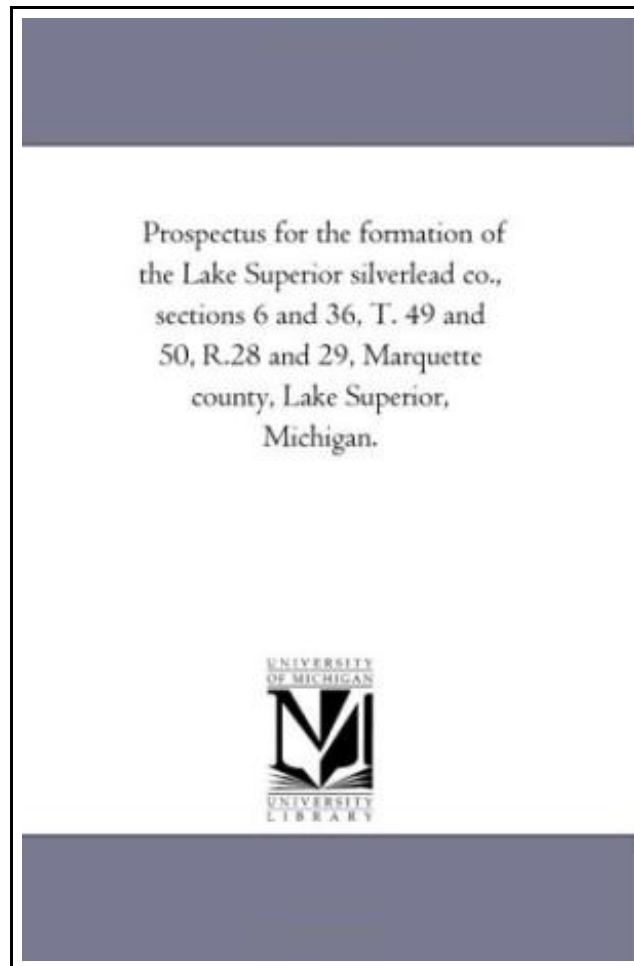 Prospectus for the formation of
the Lake Superior silverlead co.,
sections 6 and 36, T. 49 and
50, R.28 and 29, Marquette
county, Lake Superior,
Michigan.
UNIVERSITY
OF MICHIGAN
UNIVERSITY
LIBRARY